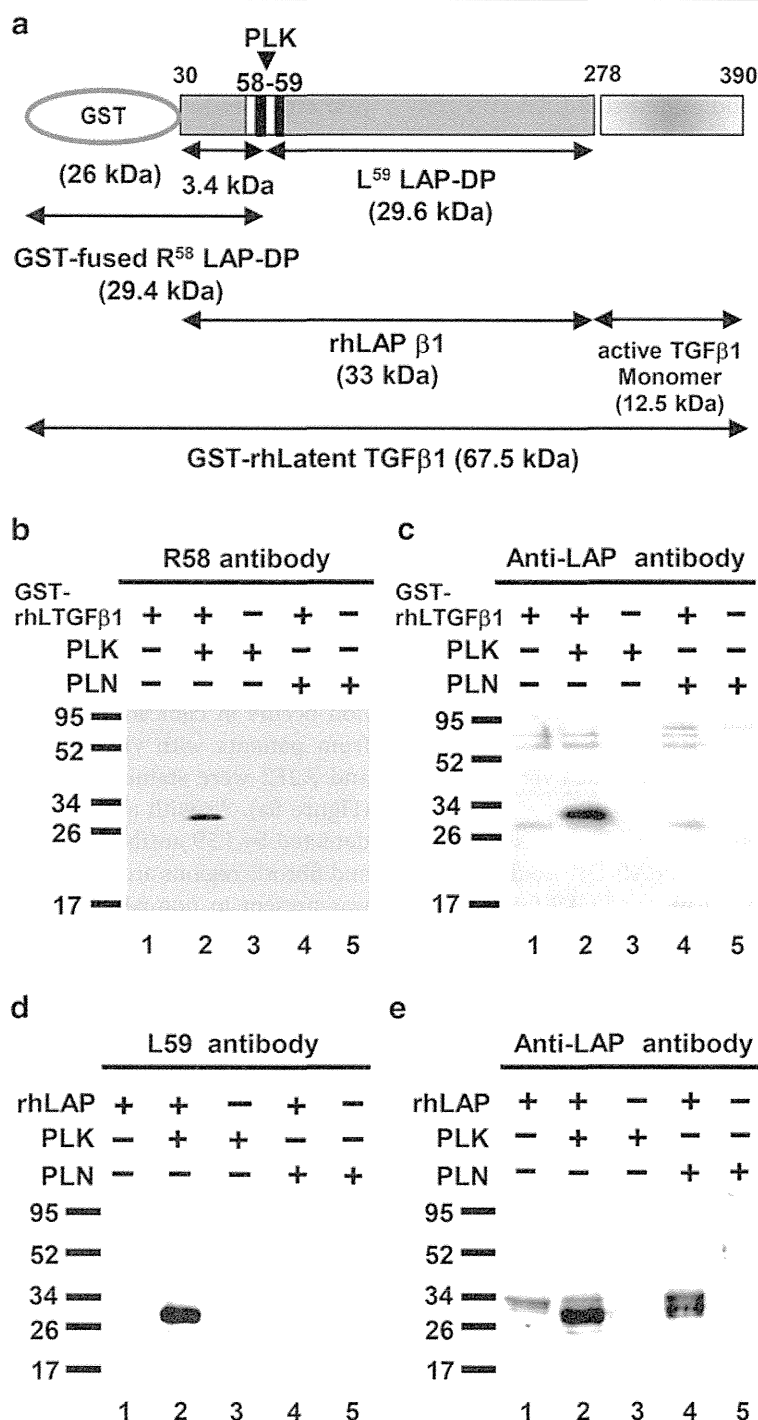 a
PLK
30 58-59 278 390
GST
(26 kDa) 3.4 kDa L⁵⁹ LAP-DP
(29.6 kDa)
GST-fused R⁵⁸ LAP-DP
(29.4 kDa)
rhLAP β1
(33 kDa)
active TGFβ1
Monomer
(12.5 kDa)
GST-rhLatent TGFβ1 (67.5 kDa)
b
R58 antibody
GST-
rhLTGFβ1 + + − + −
PLK − + + − −
PLN − − − + +
95
52
34
26
17
1 2 3 4 5
c
Anti-LAP antibody
GST-
rhLTGFβ1 + + − + −
PLK − + + − −
PLN − − − + +
95
52
34
26
17
1 2 3 4 5
d
L59 antibody
rhLAP + + − + −
PLK − + + − −
PLN − − − + +
95
52
34
26
17
1 2 3 4 5
e
Anti-LAP antibody
rhLAP + + − + −
PLK − + + − −
PLN − − − + +
95
52
34
26
17
1 2 3 4 5